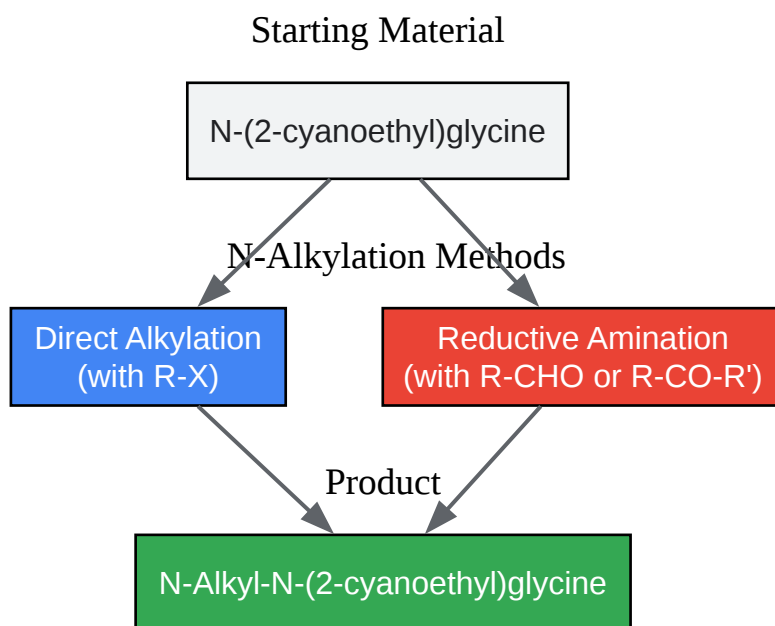 Starting Material
N-(2-cyanoethyl)glycine
N-Alkylation Methods
Direct Alkylation
(with R-X)
Reductive Amination
(with R-CHO or R-CO-R')
Product
N-Alkyl-N-(2-cyanoethyl)glycine